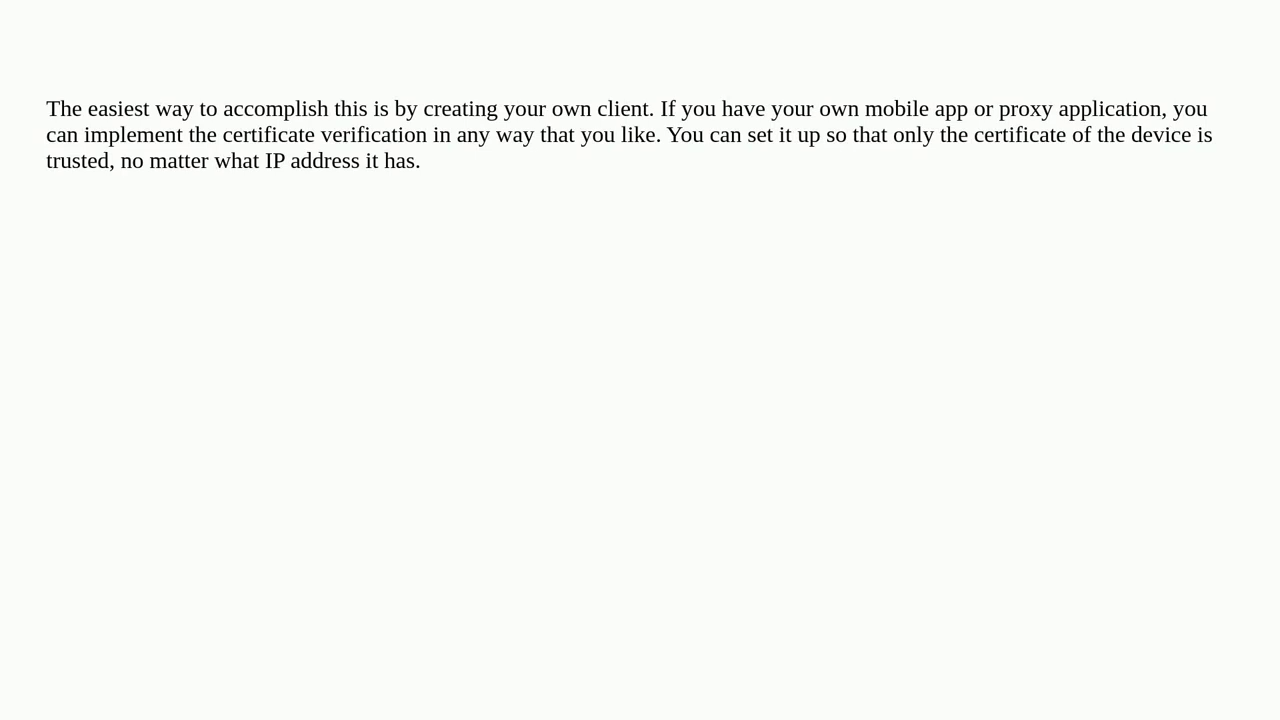 The easiest way to accomplish this is by creating your own client. If you have your own mobile app or proxy application, you
can implement the certificate verification in any way that you like. You can set it up so that only the certificate of the device is
trusted, no matter what IP address it has.